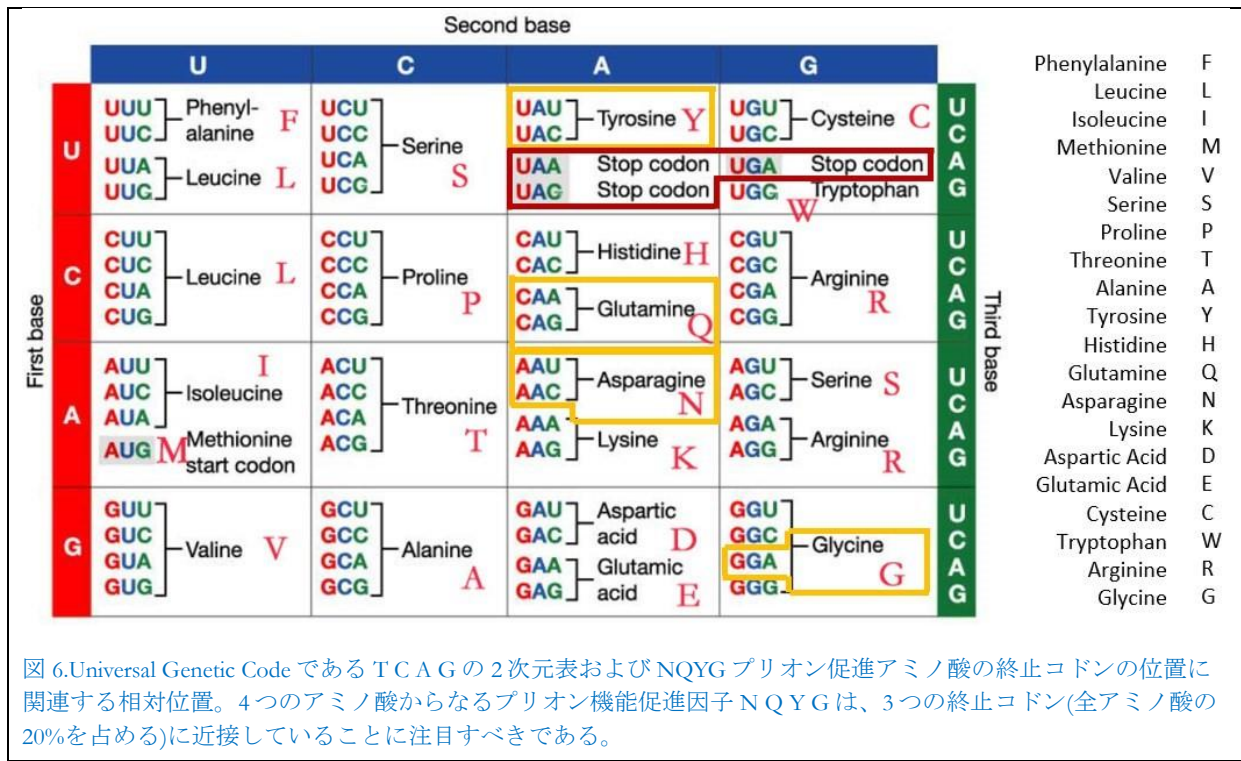 Second base
U C A G
First base
U
UUU
UUC
Phenyl-
alanine F
UUA
UUG
Leucine L
UCU
UCC
UCA
UCG
Serine
S
UAU
UAC
Tyrosine Y
UAA Stop codon
UAG Stop codon
UGU
UGC
Cysteine C
UGA Stop codon
UGG Tryptophan
W
U
C
A
G
C
CUU
CUC
CUA
CUG
Leucine L
CCU
CCC
CCA
CCG
Proline
P
CAU
CAC
Histidine H
CAA
CAG
Glutamine
Q
CGU
CGC
CGA
CGG
Arginine
R
U
C
A
G
A
AUU
AUC
AUA
I
Isoleucine
AUG M Methionine
start codon
ACU
ACC
ACA
ACG
Threonine
T
AAU
AAC
Asparagine
N
AAA
AAG
Lysine
K
AGU
AGC
Serine S
AGA
AGG
Arginine
R
U
C
A
G
G
GUU
GUC
GUA
GUG
Valine V
GCU
GCC
GCA
GCG
Alanine
A
GAU
GAC
Aspartic
acid D
GAA
GAG
Glutamic
acid E
GGU
GGC
GGA
GGG
Glycine
G
U
C
A
G
Third base
Phenylalanine F
Leucine L
Isoleucine I
Methionine M
Valine V
Serine S
Proline P
Threonine T
Alanine A
Tyrosine Y
Histidine H
Glutamine Q
Asparagine N
Lysine K
Aspartic Acid D
Glutamic Acid E
Cysteine C
Tryptophan W
Arginine R
Glycine G
図 6.Universal Genetic Code である T C A G の 2 次元表および NQYG プリオン促進アミノ酸の終止コドンの位置に
関連する相対位置。4 つのアミノ酸からなるプリオン機能促進因子 N Q Y G は、3 つの終止コドン(全アミノ酸の
20%を占める)に近接していることに注目すべきである。